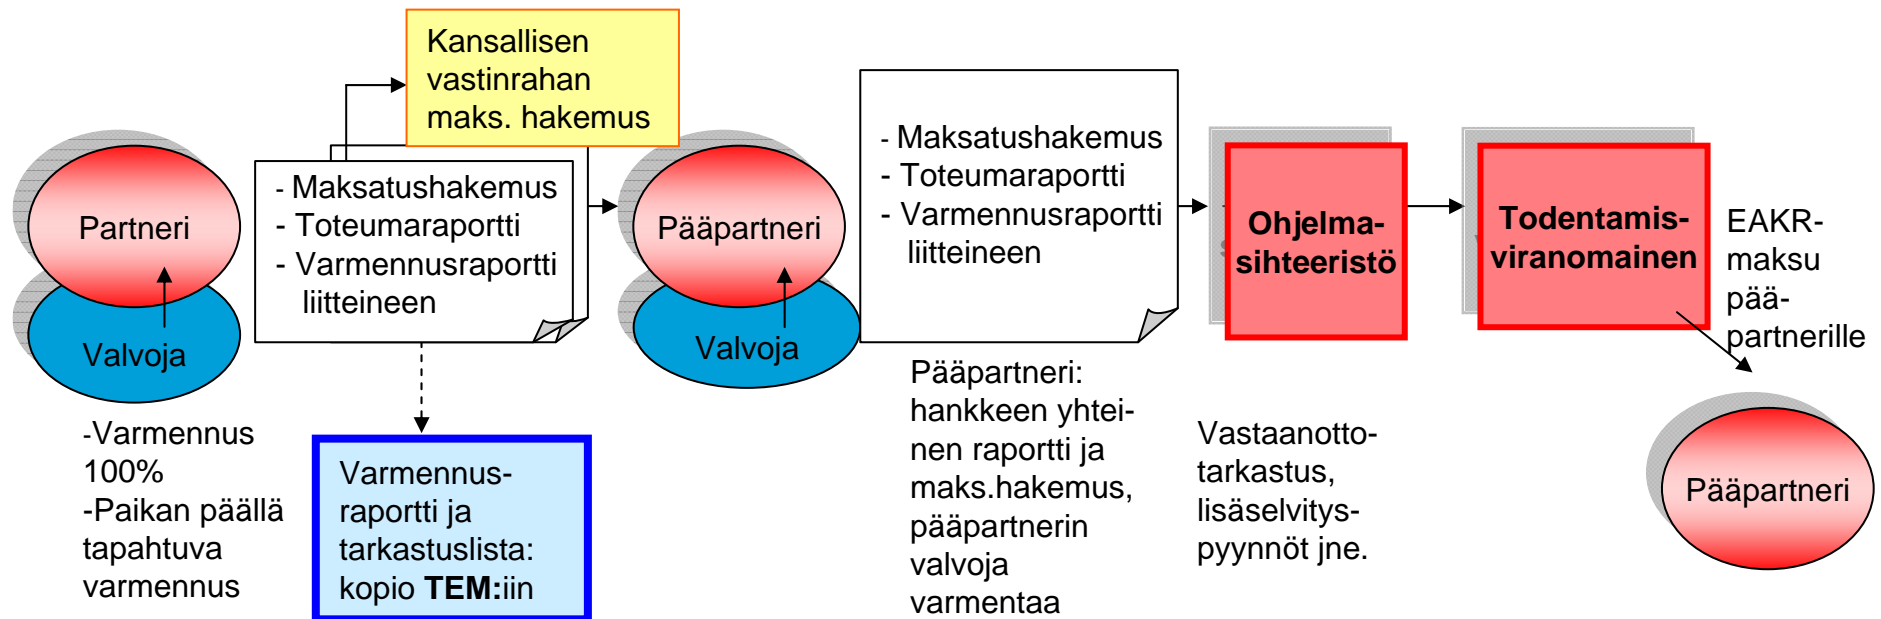 Kansallisen
vastinrahan
maks. hakemus
Partneri
Valvoja
- Maksatushakemus
- Toteumaraportti
- Varmennusraportti
liitteineen
Pääpartneri
Valvoja
- Maksatushakemus
- Toteumaraportti
- Varmennusraportti
liitteineen
Ohjelma-
sihteeristö
Todentamis-
viranomainen
EAKR-
maksu
pää-
partnerille
-Varmennus
100%
-Paikan päällä
tapahtuva
varmennus
Varmennus-
raportti ja
tarkastuslista:
kopio TEM:iin
Pääpartneri:
hankkeen yhtei-
nen raportti ja
maks.hakemus,
pääpartnerin
valvoja
varmentaa
Vastaanotto-
tarkastus,
lisäselvitys-
pyynnöt jne.
Pääpartneri